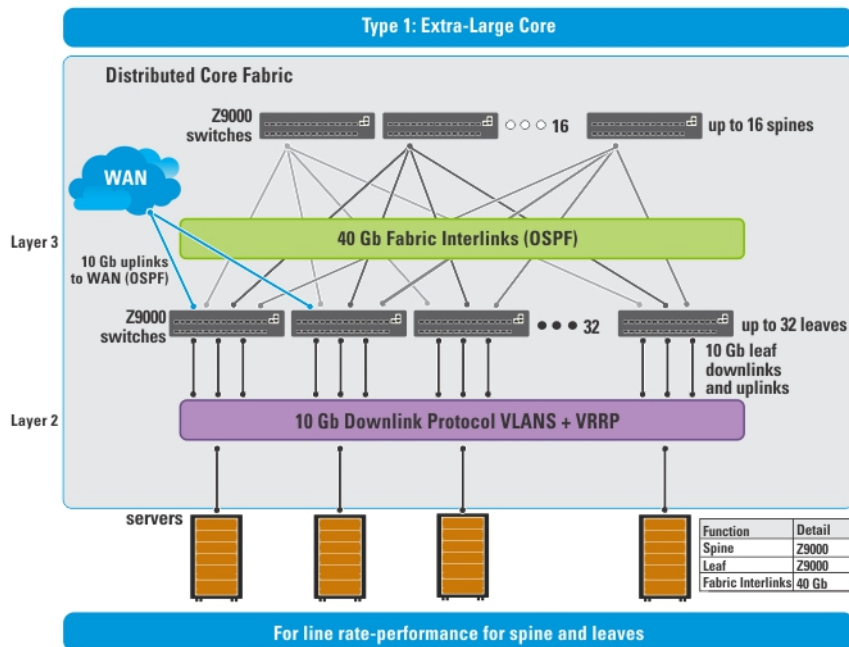 Type 1: Extra-Large Core
Distributed Core Fabric
Z9000
switches
16
up to 16 spines
WAN
Layer 3
40 Gb Fabric Interlinks (OSPF)
10 Gb uplinks
to WAN (OSPF)
Z9000
switches
32
up to 32 leaves
10 Gb leaf
downlinks
and uplinks
Layer 2
10 Gb Downlink Protocol VLANS + VRRP
servers
Function Detail
Spine Z9000
Leaf Z9000
Fabric Interlinks 40 Gb
For line rate-performance for spine and leaves